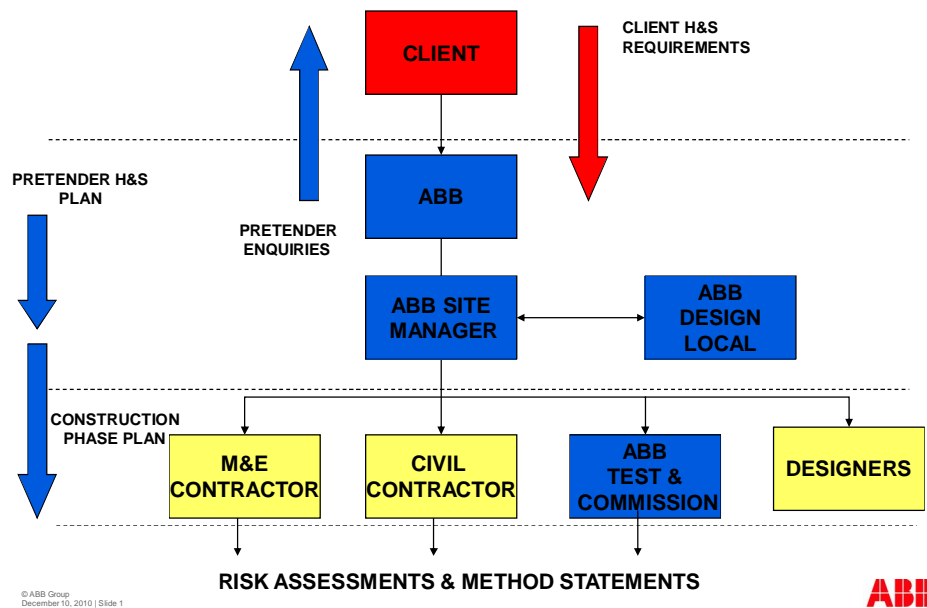 CLIENT
CLIENT H&S
REQUIREMENTS
PRETENDER H&S
PLAN
ABB
PRETENDER
ENQUIRIES
ABB SITE
MANAGER
ABB
DESIGN
LOCAL
CONSTRUCTION
PHASE PLAN
M&E
CONTRACTOR
CIVIL
CONTRACTOR
ABB
TEST &
COMMISSION
DESIGNERS
RISK ASSESSMENTS & METHOD STATEMENTS
© ABB Group
December 10, 2010 | Slide 1
ABB